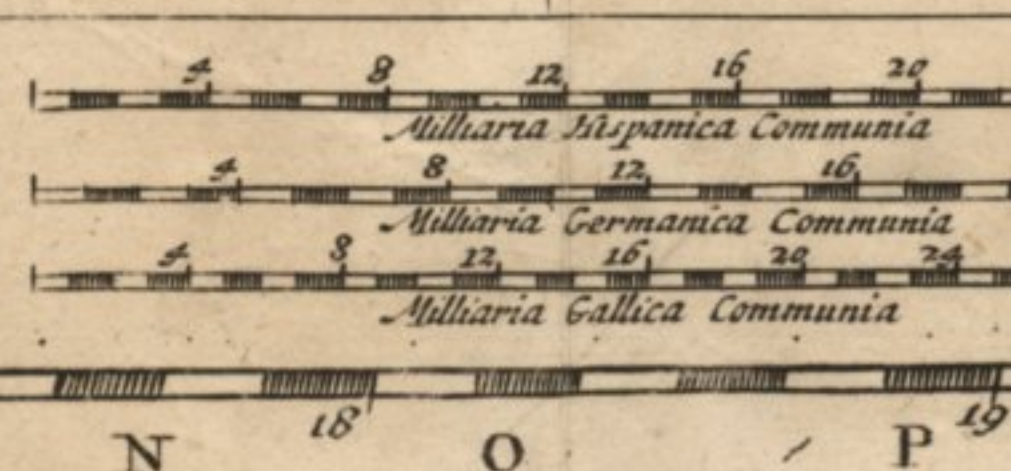 4 8 12 16 20
Milliaria Hispanica Communia
4 8 12 16
Milliaria Germanica Communia
4 8 12 16 20 24
Milliaria Gallica Communia
18 19
N O P